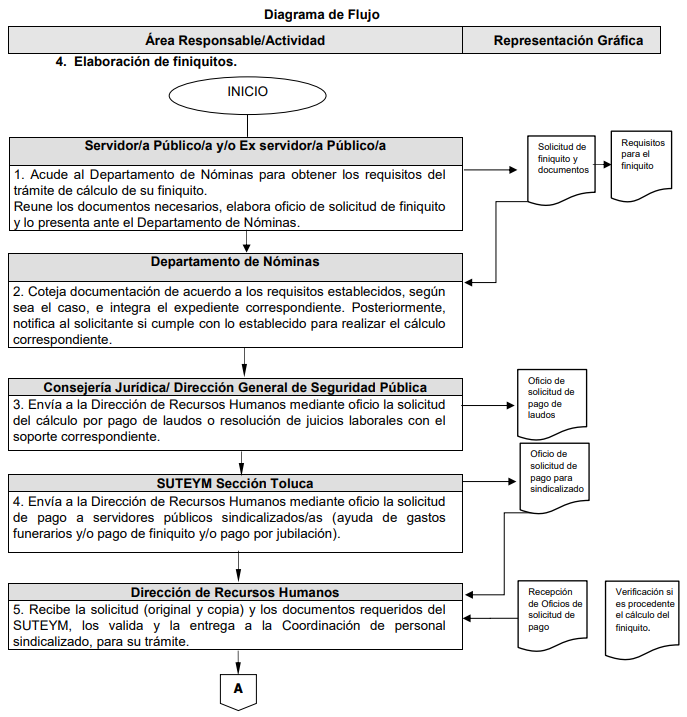 Diagrama de Flujo
Área Responsable/Actividad
Representación Gráfica
4. Elaboración de finiquitos.
INICIO
Servidor/a Público/a y/o Ex servidor/a Público/a
1. Acude al Departamento de Nóminas para obtener los requisitos del
trámite de cálculo de su finiquito.
Reune los documentos necesarios, elabora oficio de solicitud de finiquito
y lo presenta ante el Departamento de Nóminas.
Solicitud de
finiquito y
documentos
Requisitos
para el
finiquito
Departamento de Nóminas
2. Coteja documentación de acuerdo a los requisitos establecidos, según
sea el caso, e integra el expediente correspondiente. Posteriormente,
notifica al solicitante si cumple con lo establecido para realizar el cálculo
correspondiente.
Consejería Jurídica/ Dirección General de Seguridad Pública
3. Envía a la Dirección de Recursos Humanos mediante oficio la solicitud
del cálculo por pago de laudos o resolución de juicios laborales con el
soporte correspondiente.
Oficio de
solicitud de
pago de
laudos
SUTEYM Sección Toluca
4. Envía a la Dirección de Recursos Humanos mediante oficio la solicitud
de pago a servidores públicos sindicalizados/as (ayuda de gastos
funerarios y/o pago de finiquito y/o pago por jubilación).
Oficio de
solicitud de
pago para
sindicalizado
Dirección de Recursos Humanos
5. Recibe la solicitud (original y copia) y los documentos requeridos del
SUTEYM, los valida y la entrega a la Coordinación de personal
sindicalizado, para su trámite.
Recepción
de Oficios de
solicitud de
pago
Verificación si
es procedente
el cálculo del
finiquito.
A